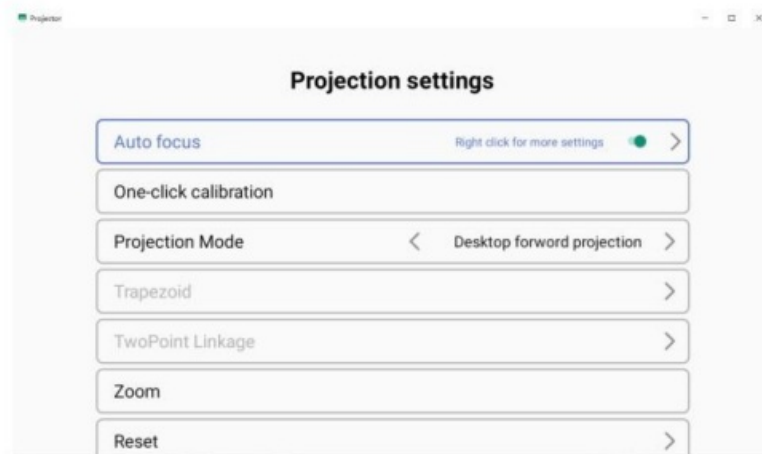 Projector
Projection settings
Auto focus Right click for more settings
One-click calibration
Projection Mode Desktop forword projection
Trapezoid
TwoPoint Linkage
Zoom
Reset